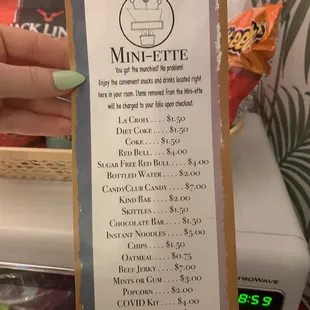 MINI-ETTE
You got the munchies? No problem!
Enjoy the convenient snacks and drinks located right
here in your room. Items removed from the Mini-ette
will be charged to your folio upon checkout.
LA CROIX .... $1.50
DIET COKE .... $1.50
COKE .... $1.50
RED BULL.... $4.00
SUGAR FREE RED BULL.... $4.00
BOTTLED WATER .... $2.00
CANDYCLUB CANDY .... $7.00
KIND BAR .... $2.00
SKITTLES .... $1.50
CHOCOLATE BAR .... $1.50
INSTANT NOODLES .... $5.00
CHIPS .... $1.50
OATMEAL .... $0.75
BEEF JERKY .... $7.00
MINTS OR GUM .... $3.00
POPCORN .... $2.00
COVID KIT .... $4.00
ACK LIN
Peeps
ROWAVE
8:59